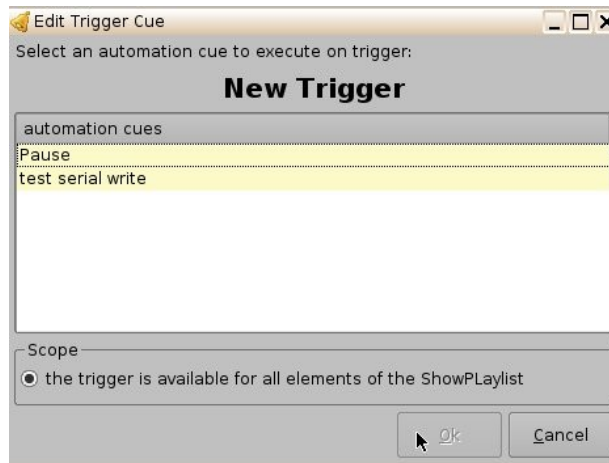 Edit Trigger Cue
Select an automation cue to execute on trigger:
New Trigger
automation cues
Pause
test serial write
Scope
the trigger is available for all elements of the ShowPLaylist
Ok
Cancel